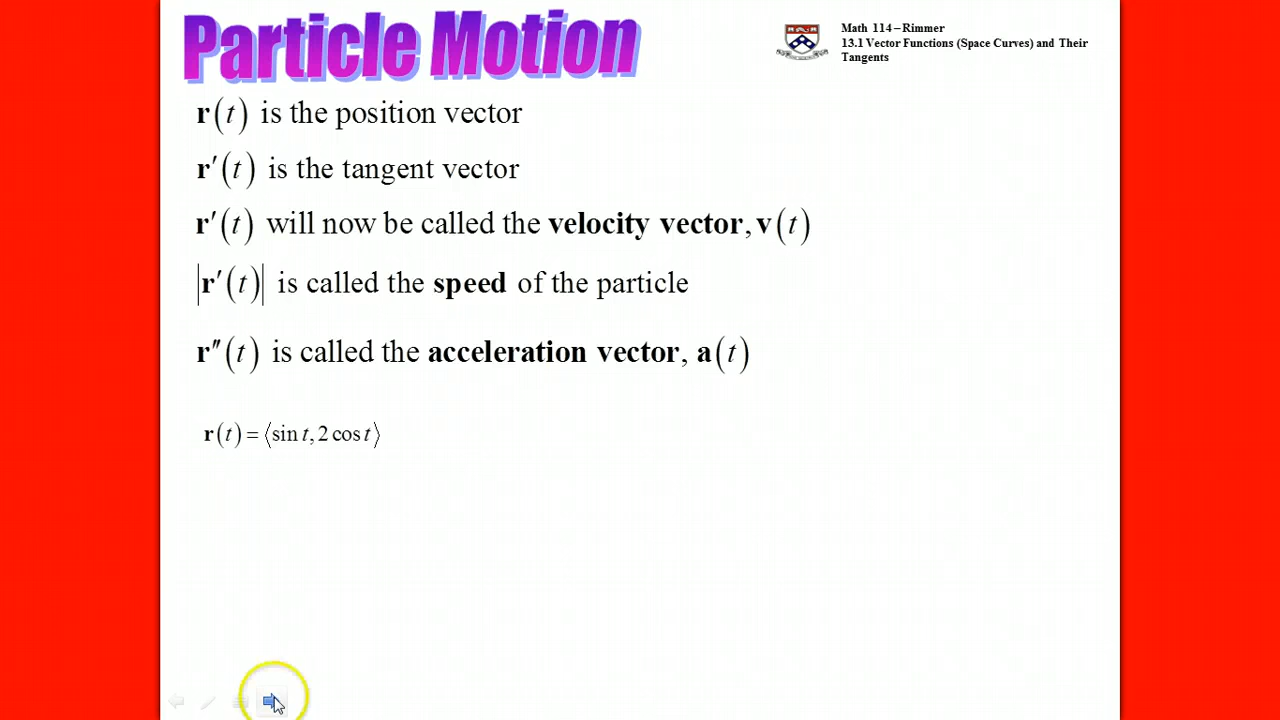 Particle Motion
Math 114 – Rimmer
13.1 Vector Functions (Space Curves) and Their
Tangents
r(t) is the position vector
r′(t) is the tangent vector
r′(t) will now be called the velocity vector, v(t)
|r′(t)| is called the speed of the particle
r″(t) is called the acceleration vector, a(t)
r(t) = ⟨sin t, 2 cos t⟩